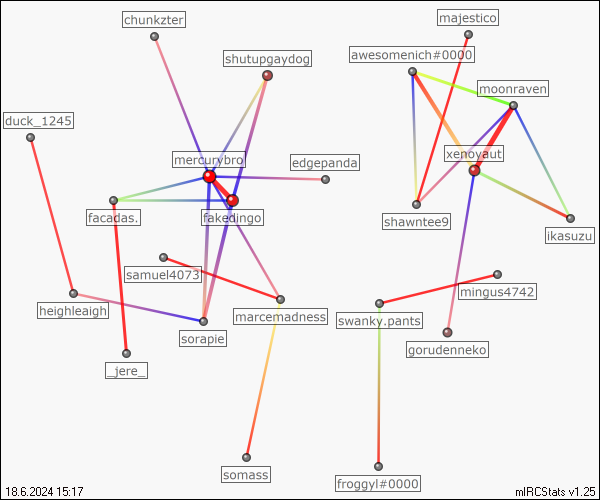 chunkzter
majestico
shutupgaydog
awesomenich#0000
moonraven
duck_1245
mercurybro
edgepanda
xenoyaut
facadas.
fakedingo
shawntee9
ikasuzu
samuel4073
mingus4742
heighleaigh
marcemadness
swanky.pants
sorapie
gorudenneko
_jere_
somass
froggyl#0000
18.6.2024 15:17
mIRCStats v1.25